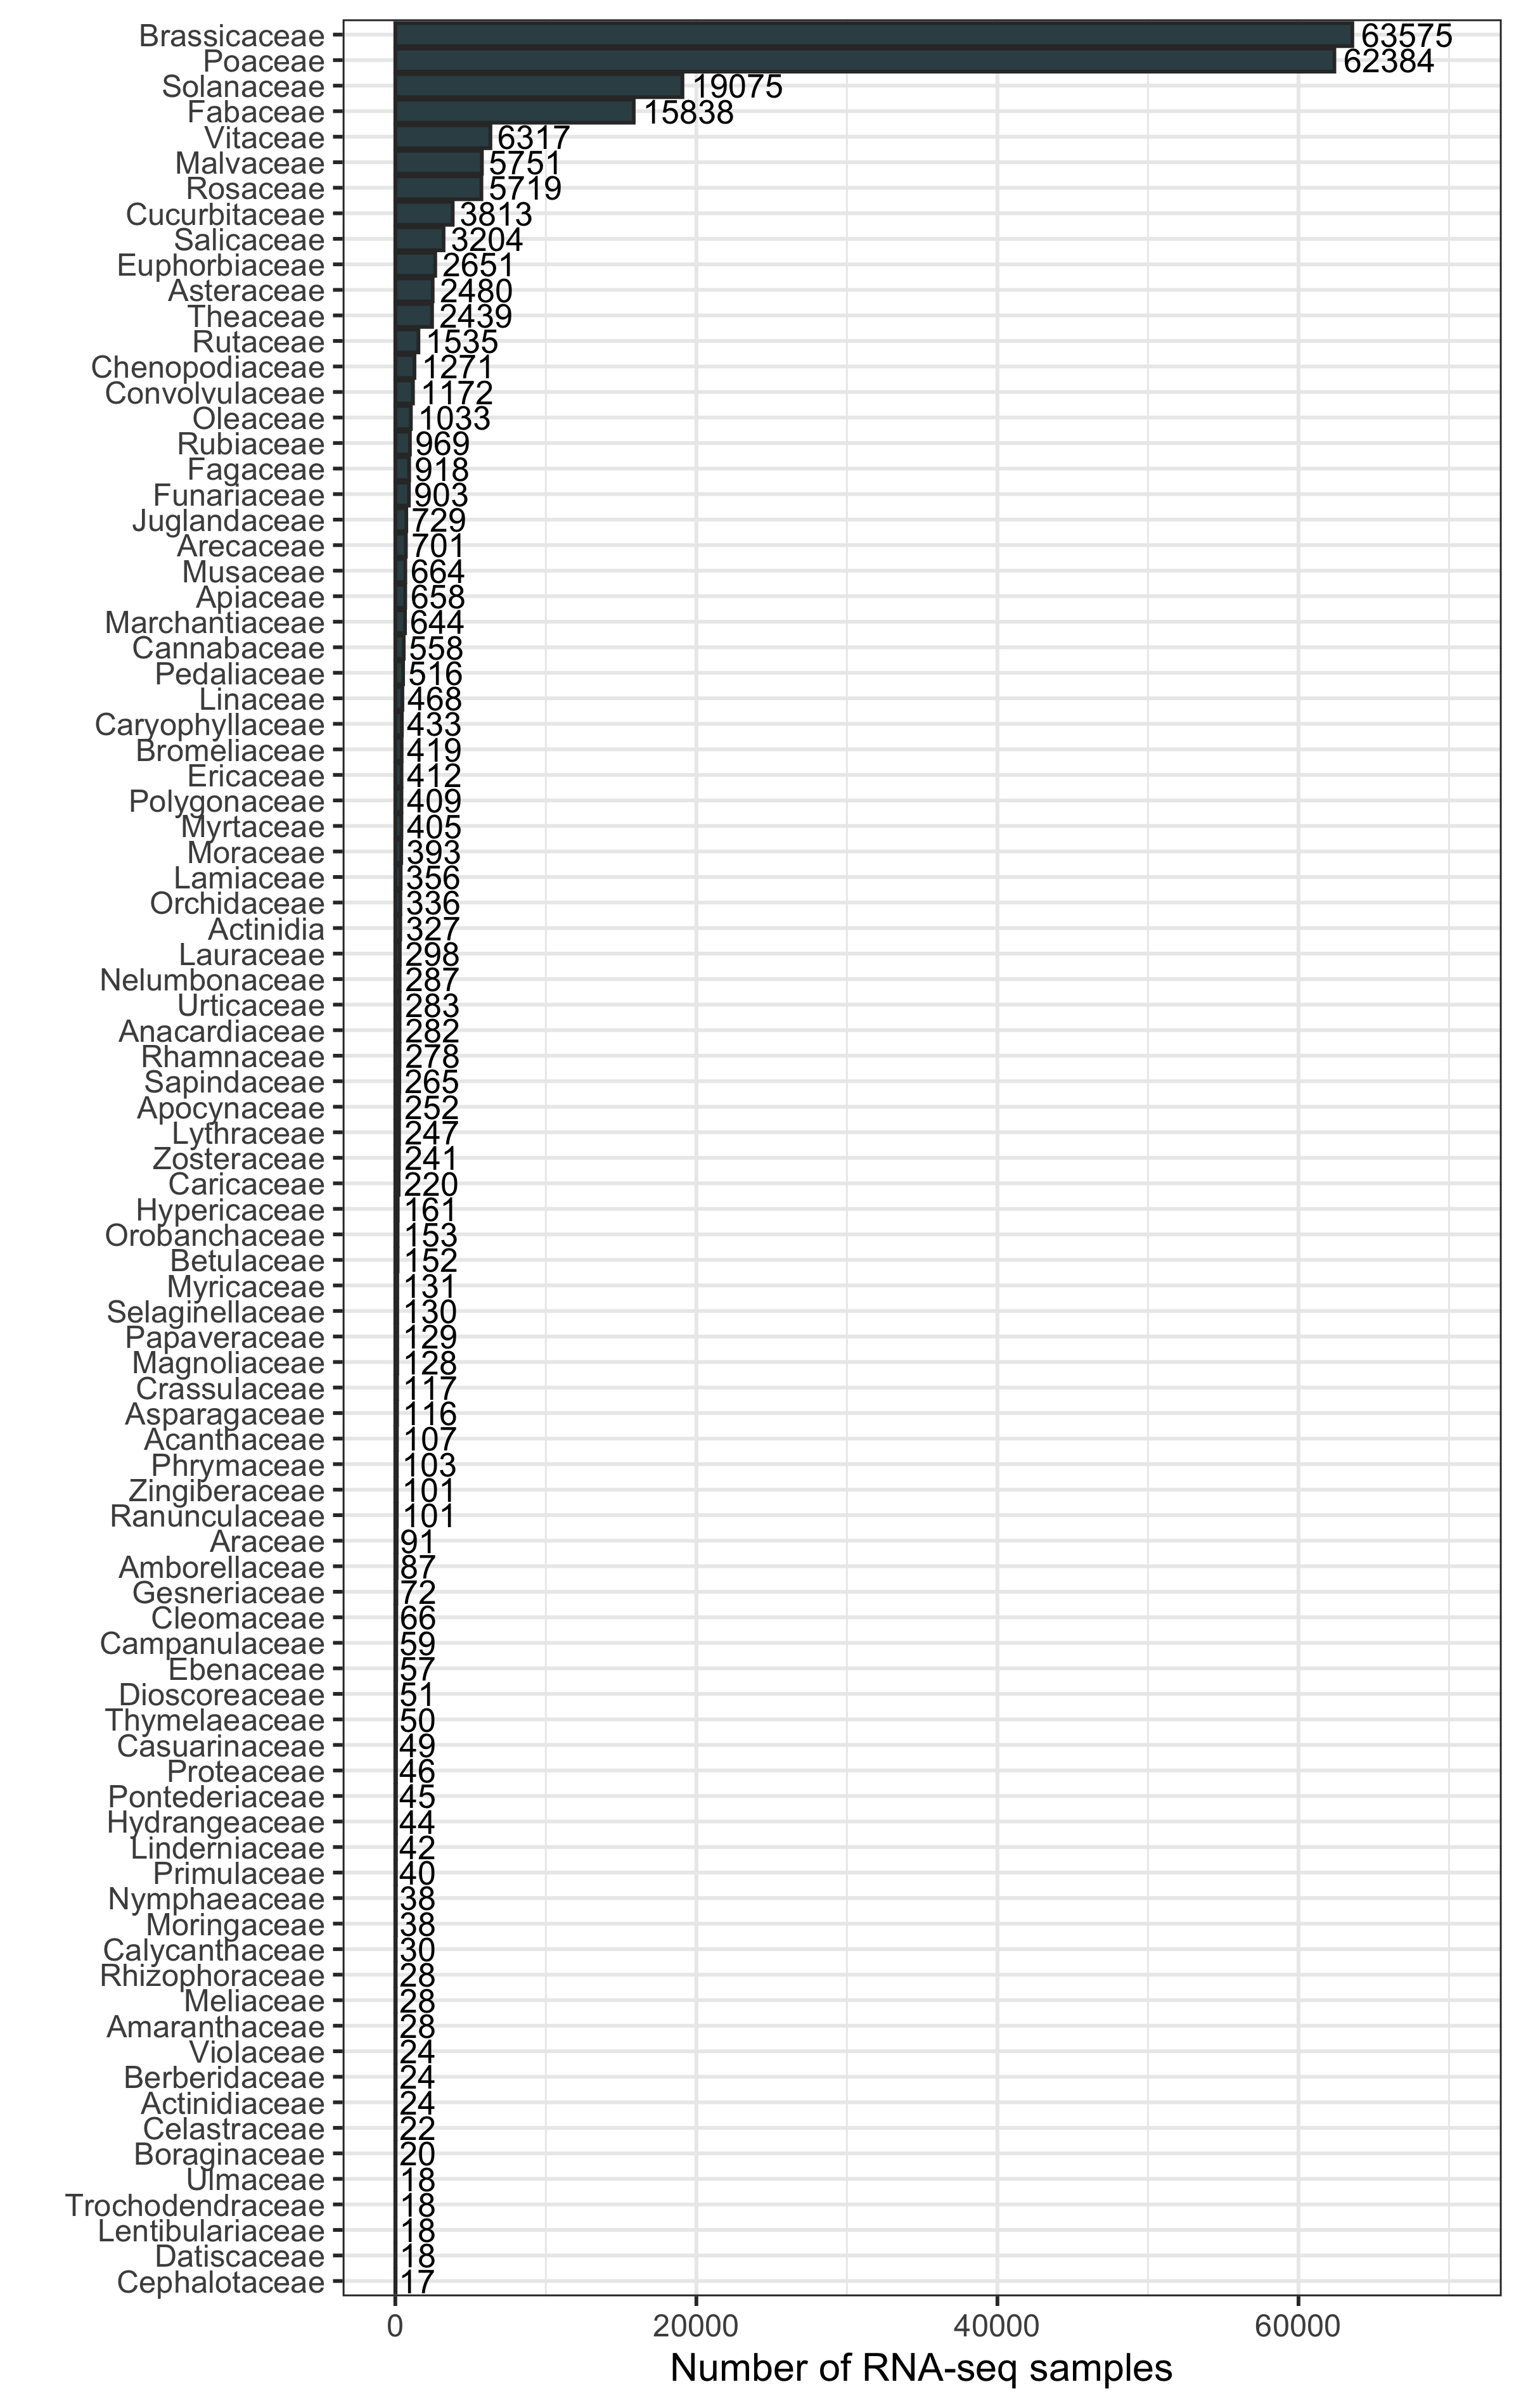 Brassicaceae 63575
Poaceae 62384
Solanaceae 19075
Fabaceae 15838
Vitaceae 6317
Malvaceae 5751
Rosaceae 5719
Cucurbitaceae 3813
Salicaceae 3204
Euphorbiaceae 2651
Asteraceae 2480
Theaceae 2439
Rutaceae 1535
Chenopodiaceae 1271
Convolvulaceae 1172
Oleaceae 1033
Rubiaceae 969
Fagaceae 918
Funariaceae 903
Juglandaceae 729
Arecaceae 701
Musaceae 664
Apiaceae 658
Marchantiaceae 644
Cannabaceae 558
Pedaliaceae 516
Linaceae 468
Caryophyllaceae 433
Bromeliaceae 419
Ericaceae 412
Polygonaceae 409
Myrtaceae 405
Moraceae 393
Lamiaceae 356
Orchidaceae 336
Actinidia 327
Lauraceae 298
Nelumbonaceae 287
Urticaceae 283
Anacardiaceae 282
Rhamnaceae 278
Sapindaceae 265
Apocynaceae 252
Lythraceae 247
Zosteraceae 241
Caricaceae 220
Hypericaceae 161
Orobanchaceae 153
Betulaceae 152
Myricaceae 131
Selaginellaceae 130
Papaveraceae 129
Magnoliaceae 128
Crassulaceae 117
Asparagaceae 116
Acanthaceae 107
Phrymaceae 103
Zingiberaceae 101
Ranunculaceae 101
Araceae 91
Amborellaceae 87
Gesneriaceae 72
Cleomaceae 66
Campanulaceae 59
Ebenaceae 57
Dioscoreaceae 51
Thymelaeaceae 50
Casuarinaceae 49
Proteaceae 46
Pontederiaceae 45
Hydrangeaceae 44
Linderniaceae 42
Primulaceae 40
Nymphaeaceae 38
Moringaceae 38
Calycanthaceae 30
Rhizophoraceae 28
Meliaceae 28
Amaranthaceae 28
Violaceae 24
Berberidaceae 24
Actinidiaceae 24
Celastraceae 22
Boraginaceae 20
Ulmaceae 18
Trochodendraceae 18
Lentibulariaceae 18
Datiscaceae 18
Cephalotaceae 17
0 20000 40000 60000
Number of RNA-seq samples